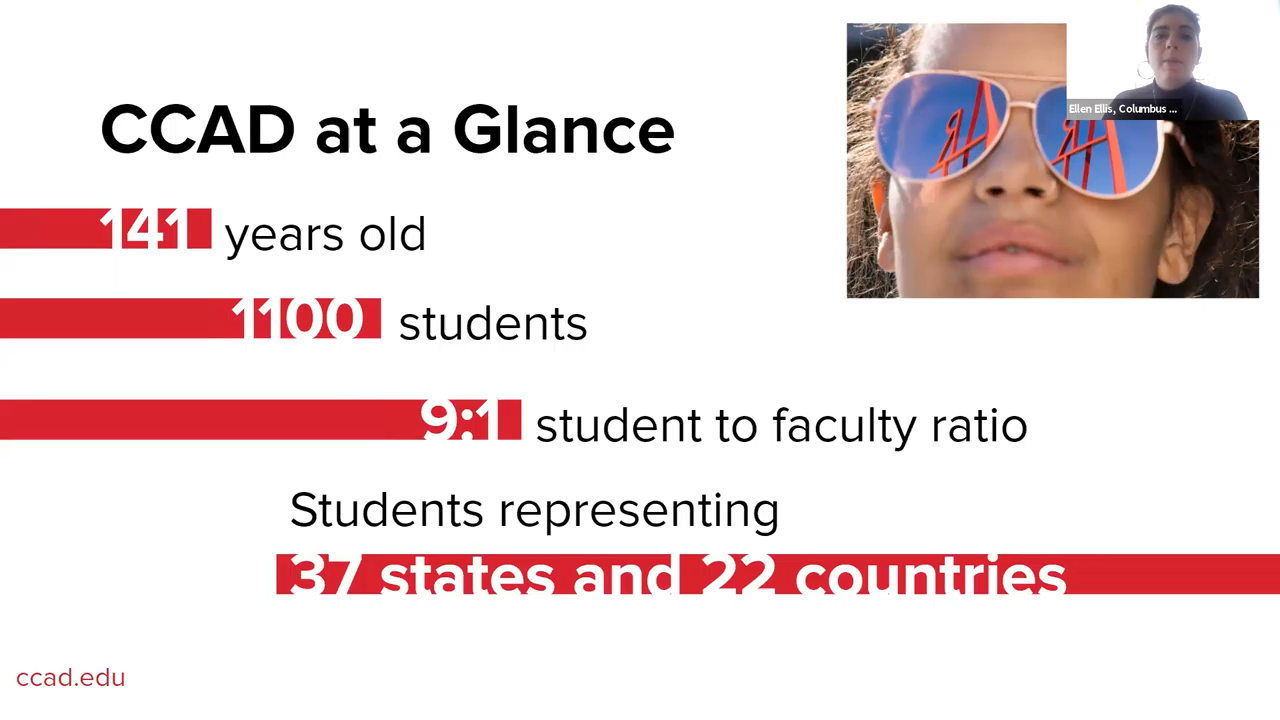 CCAD at a Glance
141 years old
1100 students
9:1 student to faculty ratio
Students representing
37 states and 22 countries
ccad.edu
Ellen Ellis, Columbus ...